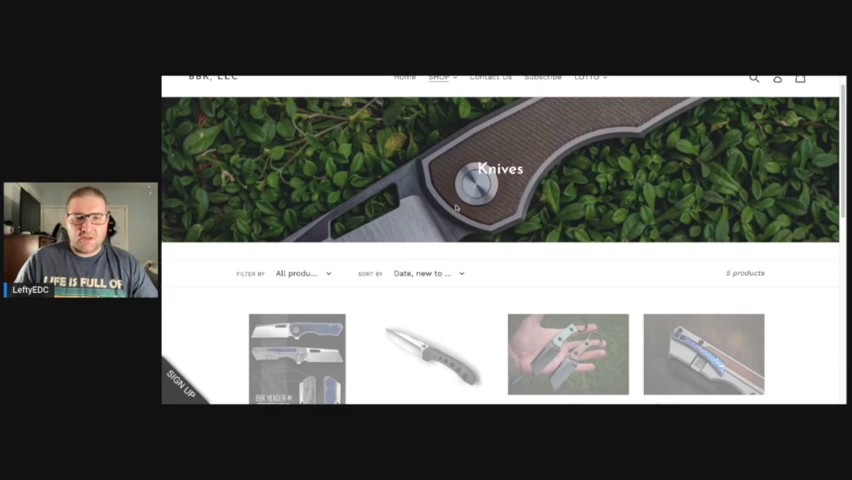 BBK, LLC
Home SHOP Contact Us Subscribe LOTTO
Knives
FILTER BY All produ... SORT BY Date, new to ... 5 products
LIFE IS FULL OF
LeftyEDC
SIGN UP
BBK